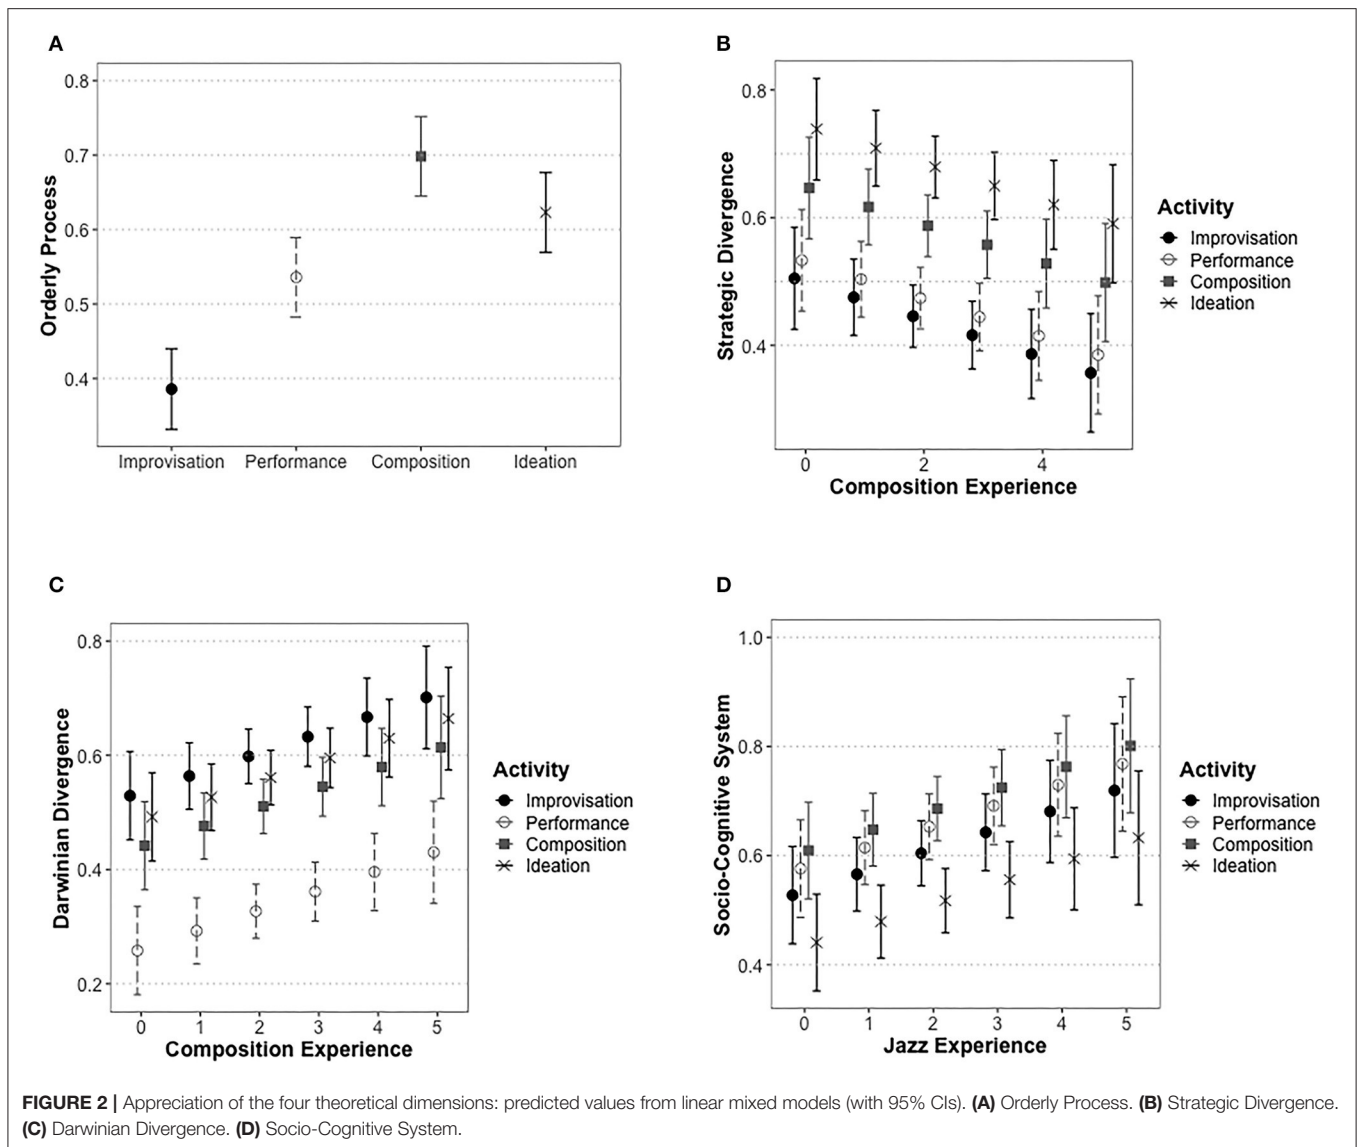 A
0.8
0.7
0.6
0.5
0.4
Orderly Process
Improvisation Performance Composition Ideation
B
0.8
0.6
0.4
Strategic Divergence
0 2 4
Composition Experience
Activity
Improvisation
Performance
Composition
Ideation
C
0.8
0.6
0.4
0.2
Darwinian Divergence
0 1 2 3 4 5
Composition Experience
Activity
Improvisation
Performance
Composition
Ideation
D
1.0
0.8
0.6
0.4
Socio-Cognitive System
0 1 2 3 4 5
Jazz Experience
Activity
Improvisation
Performance
Composition
Ideation
FIGURE 2 | Appreciation of the four theoretical dimensions: predicted values from linear mixed models (with 95% CIs). (A) Orderly Process. (B) Strategic Divergence.
(C) Darwinian Divergence. (D) Socio-Cognitive System.